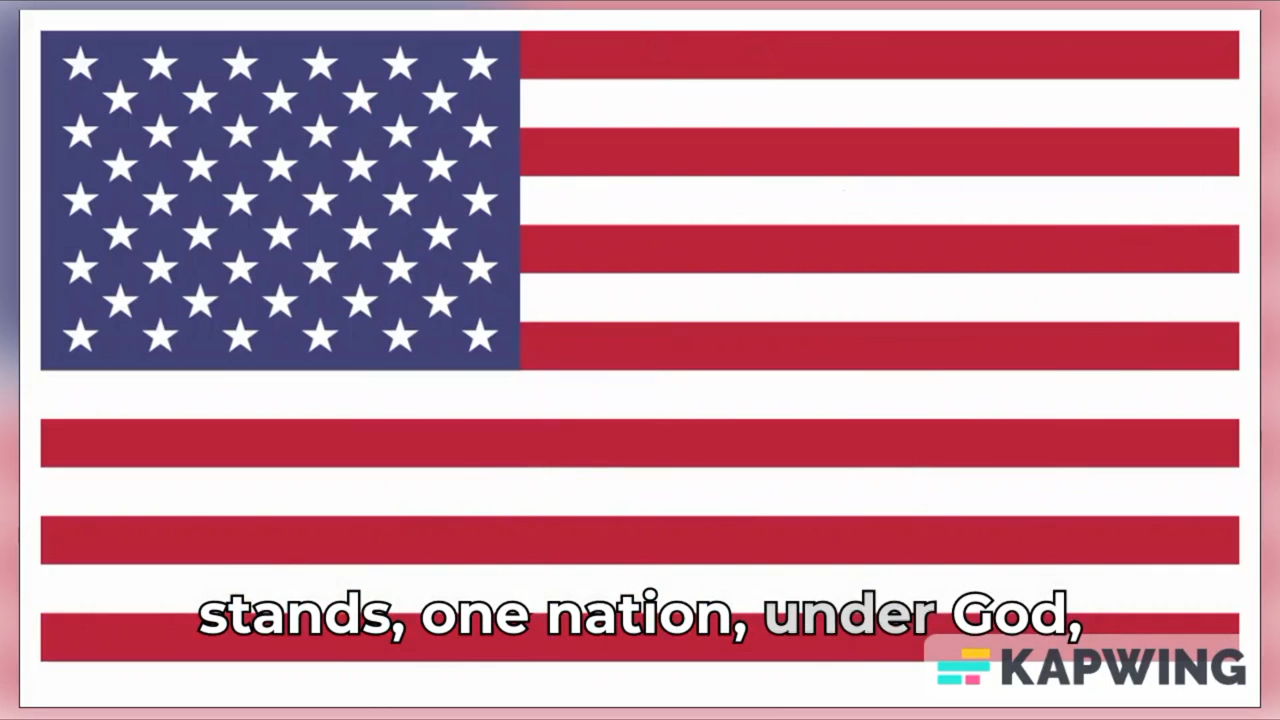 stands, one nation, under God,
KAPWING